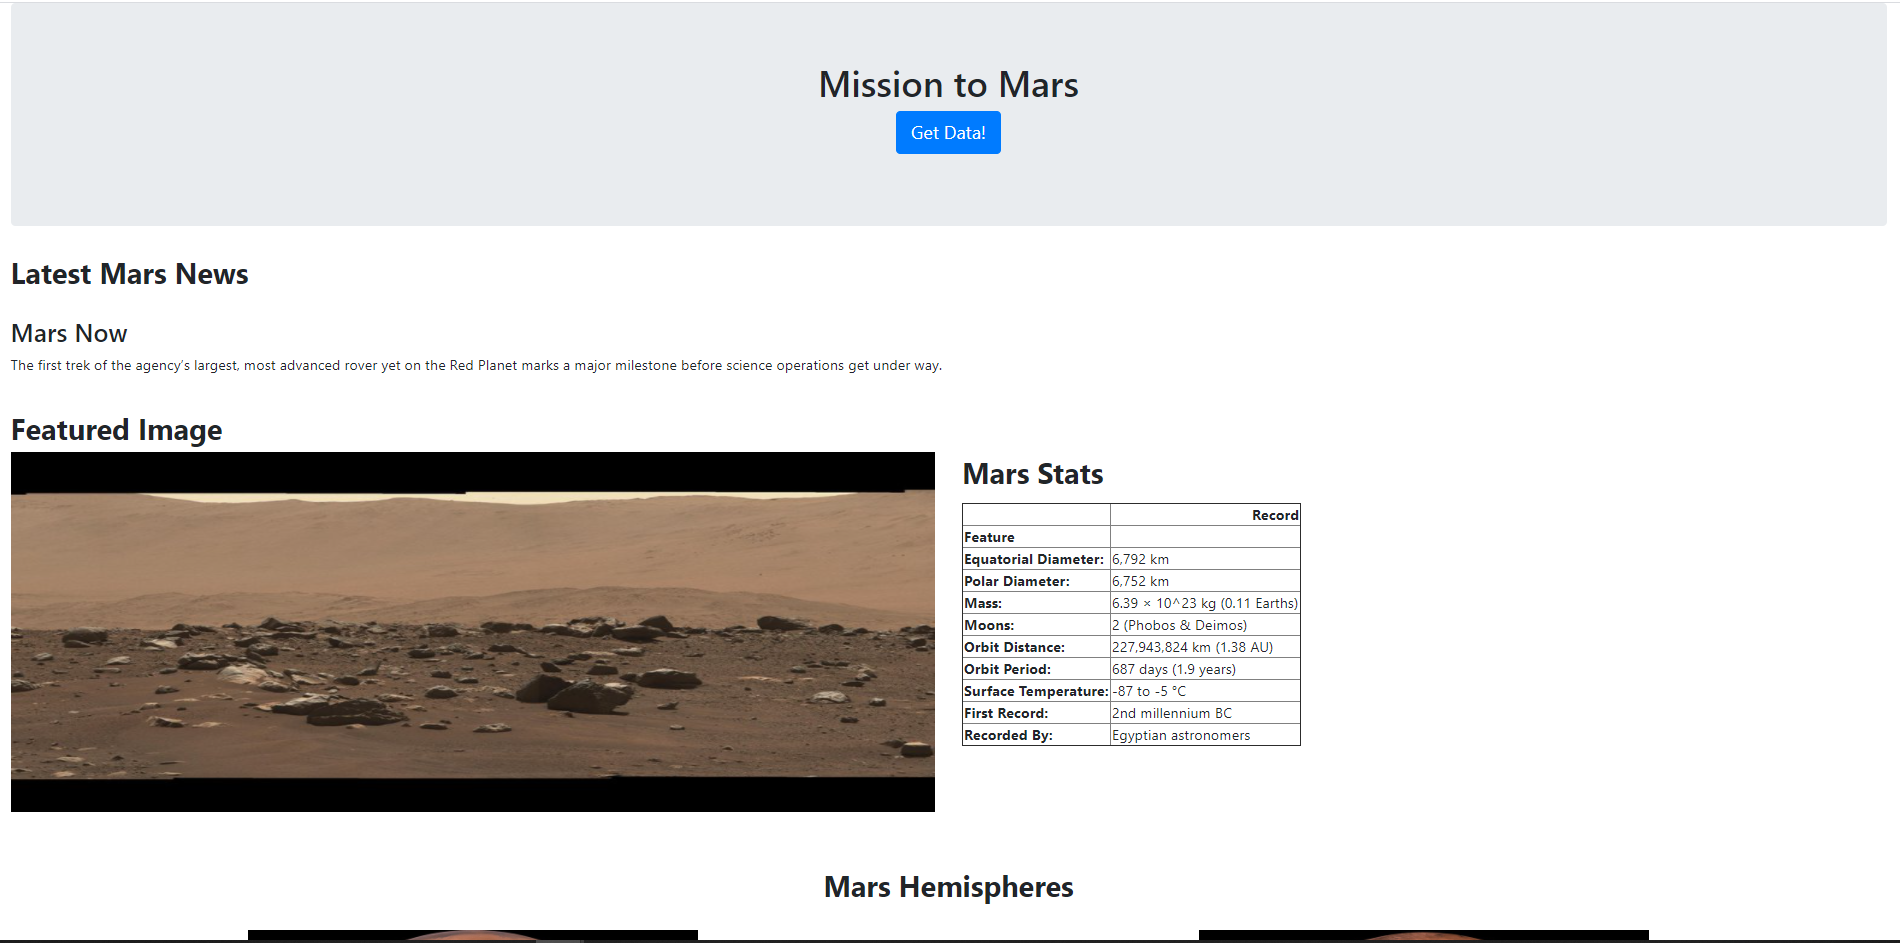 Mission to Mars
Get Data!
Latest Mars News
Mars Now
The first trek of the agency’s largest, most advanced rover yet on the Red Planet marks a major milestone before science operations get under way.
Featured Image
Mars Stats
Record
Feature
Equatorial Diameter: 6,792 km
Polar Diameter: 6,752 km
Mass: 6.39 × 10^23 kg (0.11 Earths)
Moons: 2 (Phobos & Deimos)
Orbit Distance: 227,943,824 km (1.38 AU)
Orbit Period: 687 days (1.9 years)
Surface Temperature: -87 to -5 °C
First Record: 2nd millennium BC
Recorded By: Egyptian astronomers
Mars Hemispheres